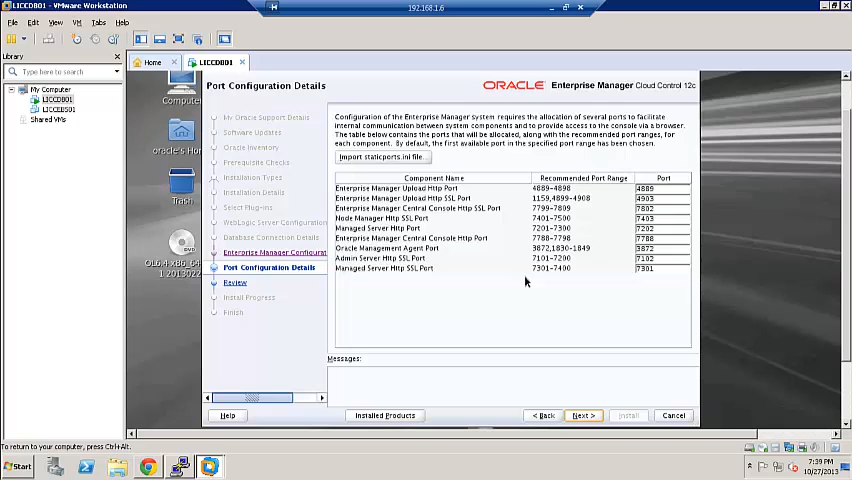 LICCDB01 - VMware Workstation
192.168.1.6
File Edit View VM Tabs Help
Library
Type here to search
My Computer
LICCDB01
LICCEBS01
Shared VMs
Home
LICCDB01
Computer
oracle's Home
Trash
OL6.4 x86_64
1 2013022
Port Configuration Details
ORACLE Enterprise Manager Cloud Control 12c
My Oracle Support Details
Software Updates
Oracle Inventory
Prerequisite Checks
Installation Types
Installation Details
Select Plug-ins
WebLogic Server Configuration
Database Connection Details
Enterprise Manager Configurat
Port Configuration Details
Review
Install Progress
Finish
Configuration of the Enterprise Manager system requires the allocation of several ports to facilitate
internal communication between system components and to provide access to the console via a browser.
The table below contains the ports that will be allocated, along with the recommended port ranges, for
each component. By default, the first available port in the specified port range has been chosen.
Import staticports.ini file...
Component Name Recommended Port Range Port
Enterprise Manager Upload Http Port 4889-4898 4889
Enterprise Manager Upload Http SSL Port 1159,4899-4908 4903
Enterprise Manager Central Console Http SSL Port 7799-7809 7802
Node Manager Http SSL Port 7401-7500 7403
Managed Server Http Port 7201-7300 7202
Enterprise Manager Central Console Http Port 7788-7798 7788
Oracle Management Agent Port 3872,1830-1849 3872
Admin Server Http SSL Port 7101-7200 7102
Managed Server Http SSL Port 7301-7400 7301
Messages:
Help
Installed Products
< Back
Next >
Install
Cancel
To return to your computer, press Ctrl+Alt.
Start
7:39 PM
10/27/2013